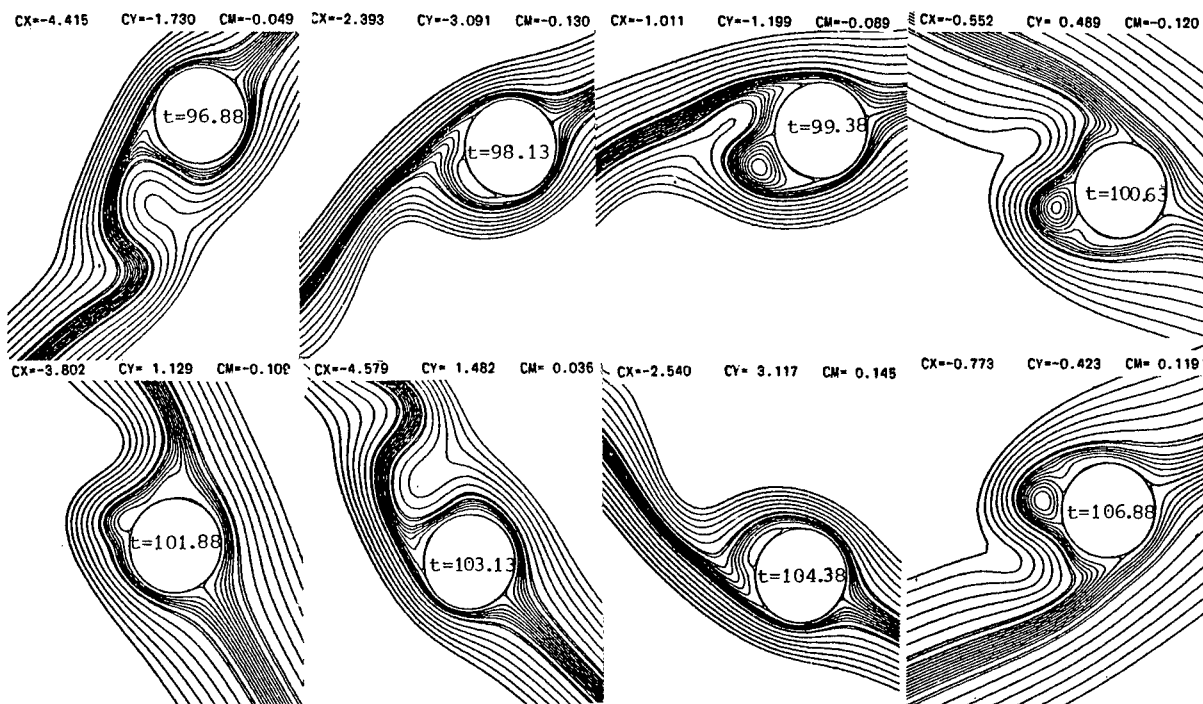 CX=-4.415 CY=-1.730 CM=-0.049
CX=-2.393 CY=-3.091 CM=-0.130
CX=-1.011 CY=-1.199 CM=-0.089
CX=-0.552 CY= 0.489 CM=-0.120
t=96.88
t=98.13
t=99.38
t=100.63
CX=-3.802 CY= 1.129 CM=-0.109
CX=-4.579 CY= 1.482 CM= 0.036
CX=-2.540 CY= 3.117 CM= 0.145
CX=-0.773 CY=-0.423 CM= 0.119
t=101.88
t=103.13
t=104.38
t=106.88